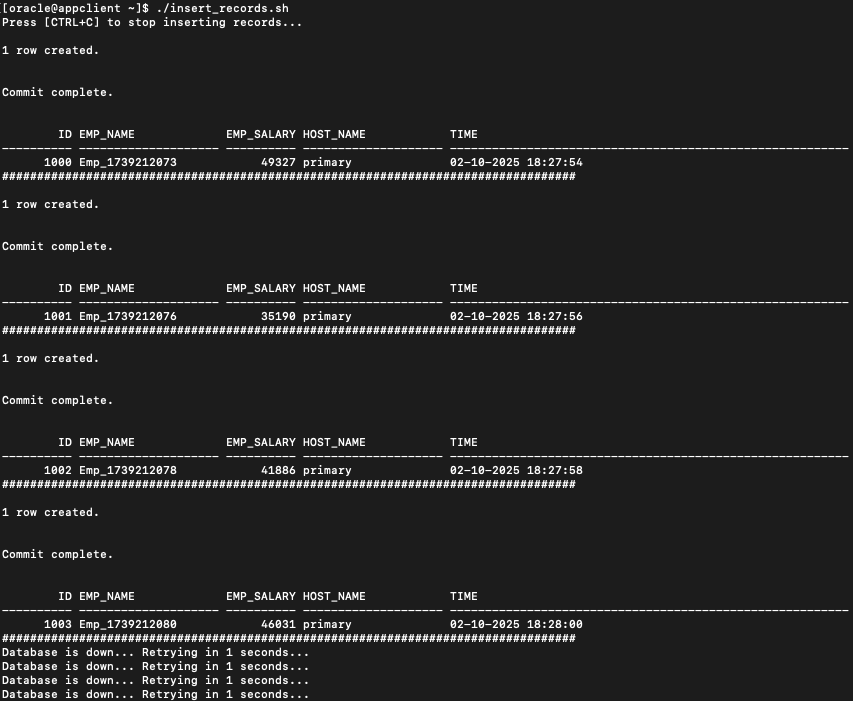 [oracle@appclient ~]$ ./insert_records.sh
Press [CTRL+C] to stop inserting records...
1 row created.
Commit complete.
ID EMP_NAME EMP_SALARY HOST_NAME TIME
---------- -------------------- ---------- -------------------- ---------------------------------------------------------
1000 Emp_1739212073 49327 primary 02-10-2025 18:27:54
##################################################################################
1 row created.
Commit complete.
ID EMP_NAME EMP_SALARY HOST_NAME TIME
---------- -------------------- ---------- -------------------- ---------------------------------------------------------
1001 Emp_1739212076 35190 primary 02-10-2025 18:27:56
##################################################################################
1 row created.
Commit complete.
ID EMP_NAME EMP_SALARY HOST_NAME TIME
---------- -------------------- ---------- -------------------- ---------------------------------------------------------
1002 Emp_1739212078 41886 primary 02-10-2025 18:27:58
##################################################################################
1 row created.
Commit complete.
ID EMP_NAME EMP_SALARY HOST_NAME TIME
---------- -------------------- ---------- -------------------- ---------------------------------------------------------
1003 Emp_1739212080 46031 primary 02-10-2025 18:28:00
##################################################################################
Database is down... Retrying in 1 seconds...
Database is down... Retrying in 1 seconds...
Database is down... Retrying in 1 seconds...
Database is down... Retrying in 1 seconds...